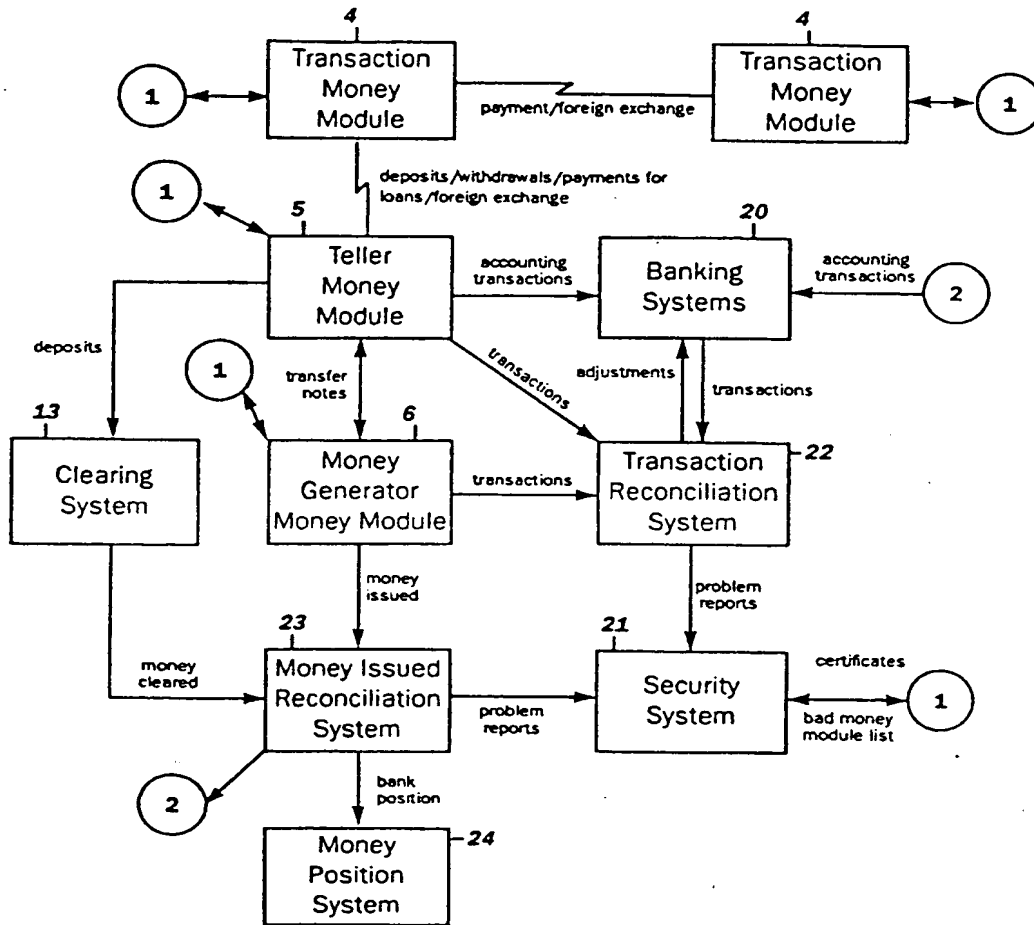 4
4
Transaction
Money
Module
Transaction
Money
Module
1
1
payment/foreign exchange
deposits/withdrawals/payments for
loans/foreign exchange
1
5
20
Teller
Money
Module
accounting
transactions
Banking
Systems
accounting
transactions
2
deposits
1
transfer
notes
transactions
adjustments
transactions
13
6
22
Clearing
System
Money
Generator
Money Module
transactions
Transaction
Reconciliation
System
money
issued
problem
reports
23
21
money
cleared
Money Issued
Reconciliation
System
problem
reports
Security
System
certificates
bad money
module list
1
2
bank
position
24
Money
Position
System